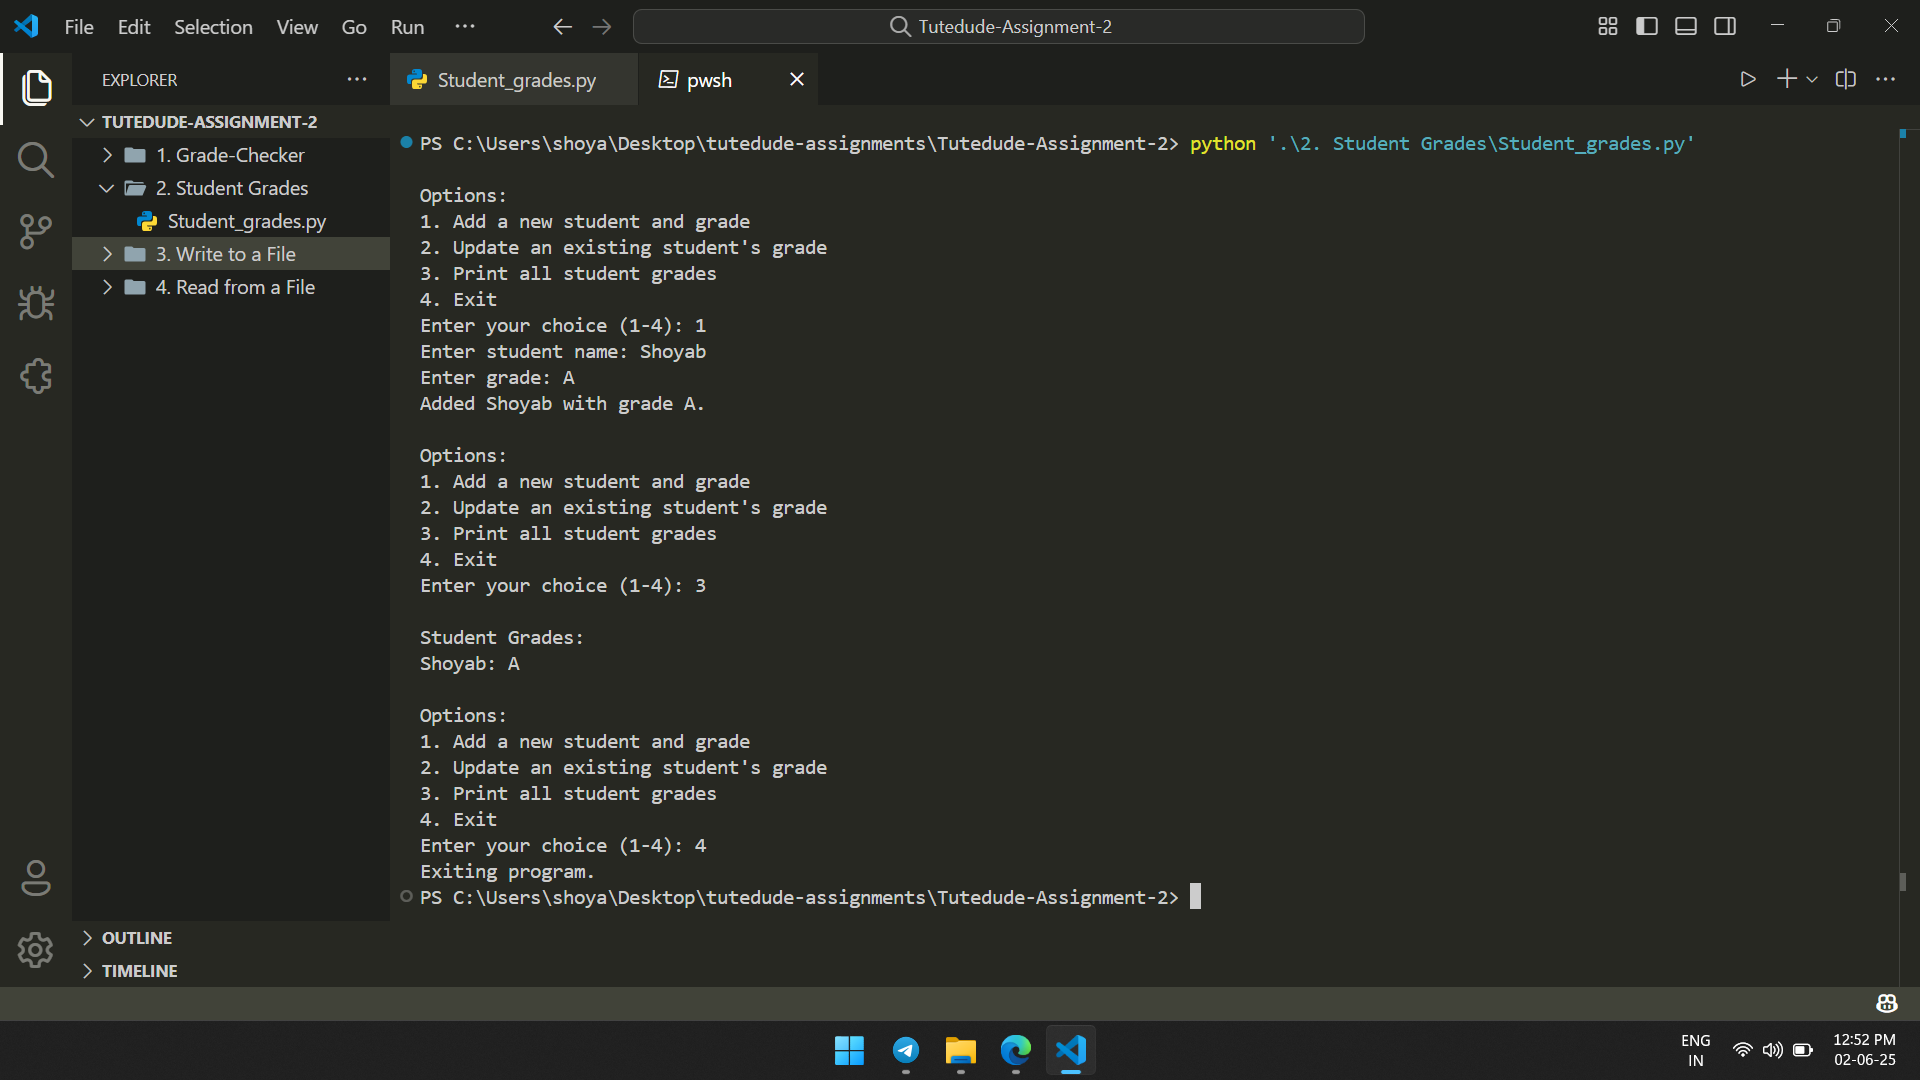 File Edit Selection View Go Run ...
Tutedude-Assignment-2
EXPLORER
Student_grades.py
pwsh
TUTEDUDE-ASSIGNMENT-2
1. Grade-Checker
2. Student Grades
Student_grades.py
3. Write to a File
4. Read from a File
PS C:\Users\shoya\Desktop\tutedude-assignments\Tutedude-Assignment-2> python '.\2. Student Grades\Student_grades.py'
Options:
1. Add a new student and grade
2. Update an existing student's grade
3. Print all student grades
4. Exit
Enter your choice (1-4): 1
Enter student name: Shoyab
Enter grade: A
Added Shoyab with grade A.
Options:
1. Add a new student and grade
2. Update an existing student's grade
3. Print all student grades
4. Exit
Enter your choice (1-4): 3
Student Grades:
Shoyab: A
Options:
1. Add a new student and grade
2. Update an existing student's grade
3. Print all student grades
4. Exit
Enter your choice (1-4): 4
Exiting program.
PS C:\Users\shoya\Desktop\tutedude-assignments\Tutedude-Assignment-2>
OUTLINE
TIMELINE
ENG
IN
12:52 PM
02-06-25